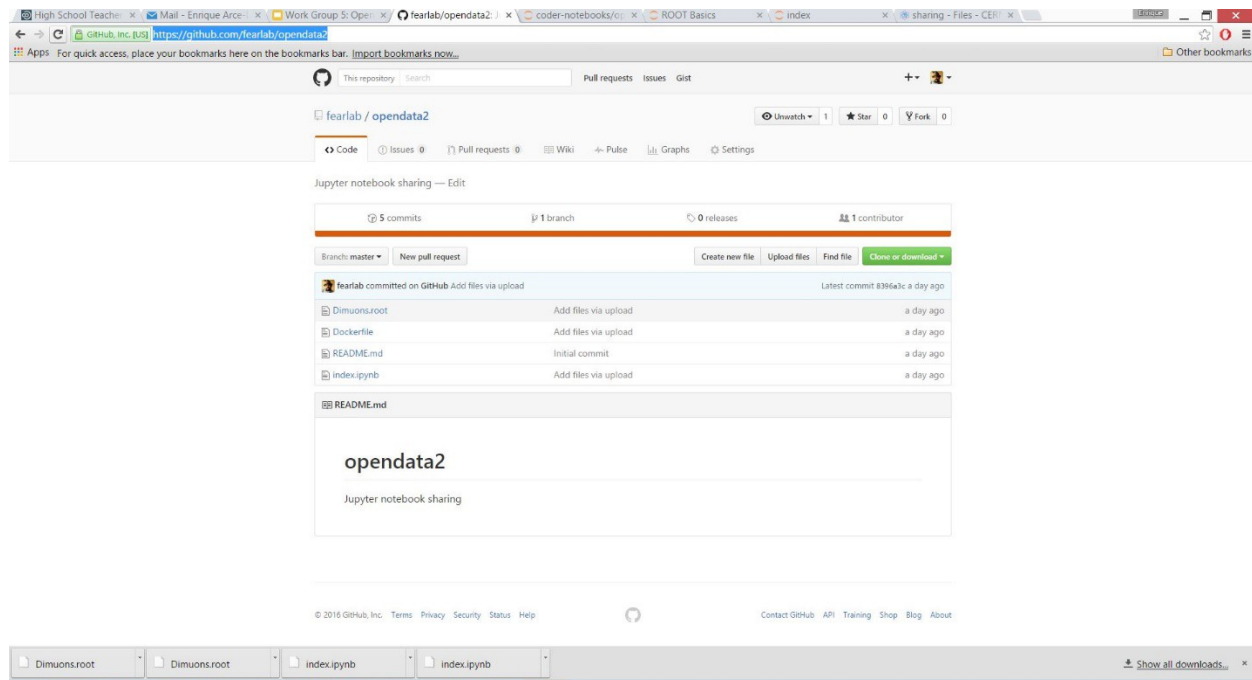 High School Teacher Mail - Enrique Arce- Work Group 5: Open fearlab/opendata2: J coder-notebooks/op ROOT Basics index sharing - Files - CERN Enrique
GitHub, Inc. [US] https://github.com/fearlab/opendata2
Apps For quick access, place your bookmarks here on the bookmarks bar. Import bookmarks now... Other bookmarks
This repository Search Pull requests Issues Gist
fearlab / opendata2 Unwatch 1 Star 0 Fork 0
Code Issues 0 Pull requests 0 Wiki Pulse Graphs Settings
Jupyter notebook sharing — Edit
5 commits 1 branch 0 releases 1 contributor
Branch: master New pull request Create new file Upload files Find file Clone or download
fearlab committed on GitHub Add files via upload Latest commit 8396a3c a day ago
Dimuons.root Add files via upload a day ago
Dockerfile Add files via upload a day ago
README.md Initial commit a day ago
index.ipynb Add files via upload a day ago
README.md
opendata2
Jupyter notebook sharing
© 2016 GitHub, Inc. Terms Privacy Security Status Help Contact GitHub API Training Shop Blog About
Dimuons.root Dimuons.root index.ipynb index.ipynb Show all downloads...